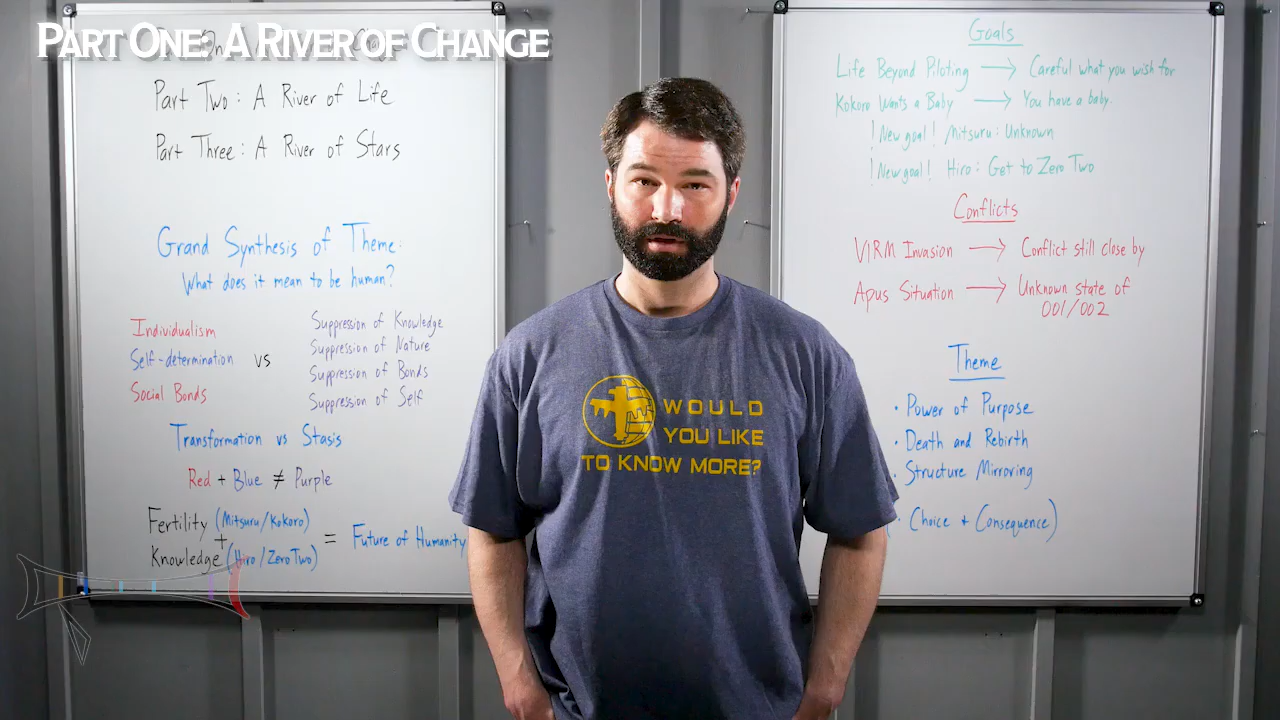 Part One: A River of Change
Part Two: A River of Life
Part Three: A River of Stars
Grand Synthesis of Theme:
What does it mean to be human?
Individualism
Self-determination
Social Bonds
vs
Suppression of Knowledge
Suppression of Nature
Suppression of Bonds
Suppression of Self
Transformation vs Stasis
Red + Blue ≠ Purple
Fertility (Mitsuru/Kokoro)
+
Knowledge (Hiro/Zero Two)
= Future of Humanity
WOULD
YOU LIKE
TO KNOW MORE?
Goals
Life Beyond Piloting → Careful what you wish for
Kokoro Wants a Baby → You have a baby.
! New goal! Mitsuru: Unknown
! New goal! Hiro: Get to Zero Two
Conflicts
VIRM Invasion → Conflict still close by
Apus Situation → Unknown state of
001/002
Theme
• Power of Purpose
• Death and Rebirth
• Structure Mirroring
(• Choice + Consequence)